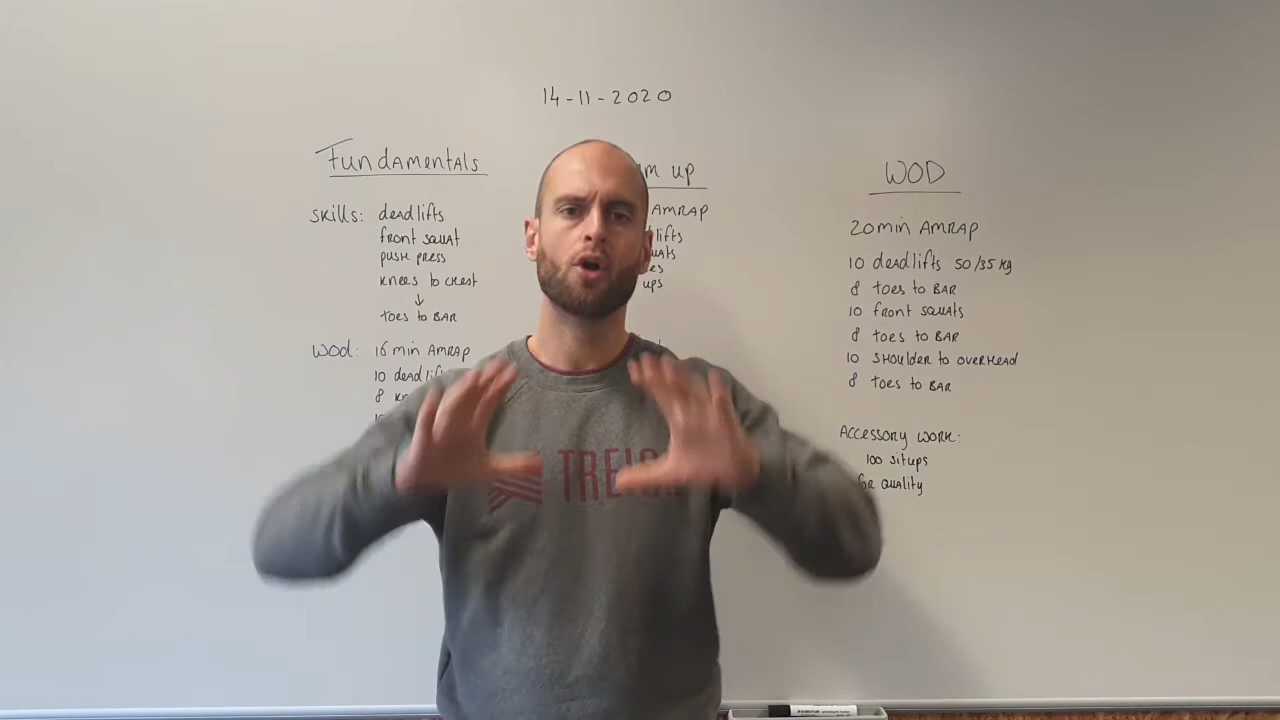 14-11-2020
Fundamentals
skills: deadlifts
front squat
push press
knees to chest
↓
toes to BAR
wod: 16 min AMRAP
10 deadlif
8 kn
10
m up
AMRAP
lifts
uats
es
ups
WOD
20min AMRAP
10 deadlifts 50/35 kg
8 toes to BAR
10 front squats
8 toes to BAR
10 shoulder to overhead
8 toes to BAR
Accessory work:
100 situps
for quality